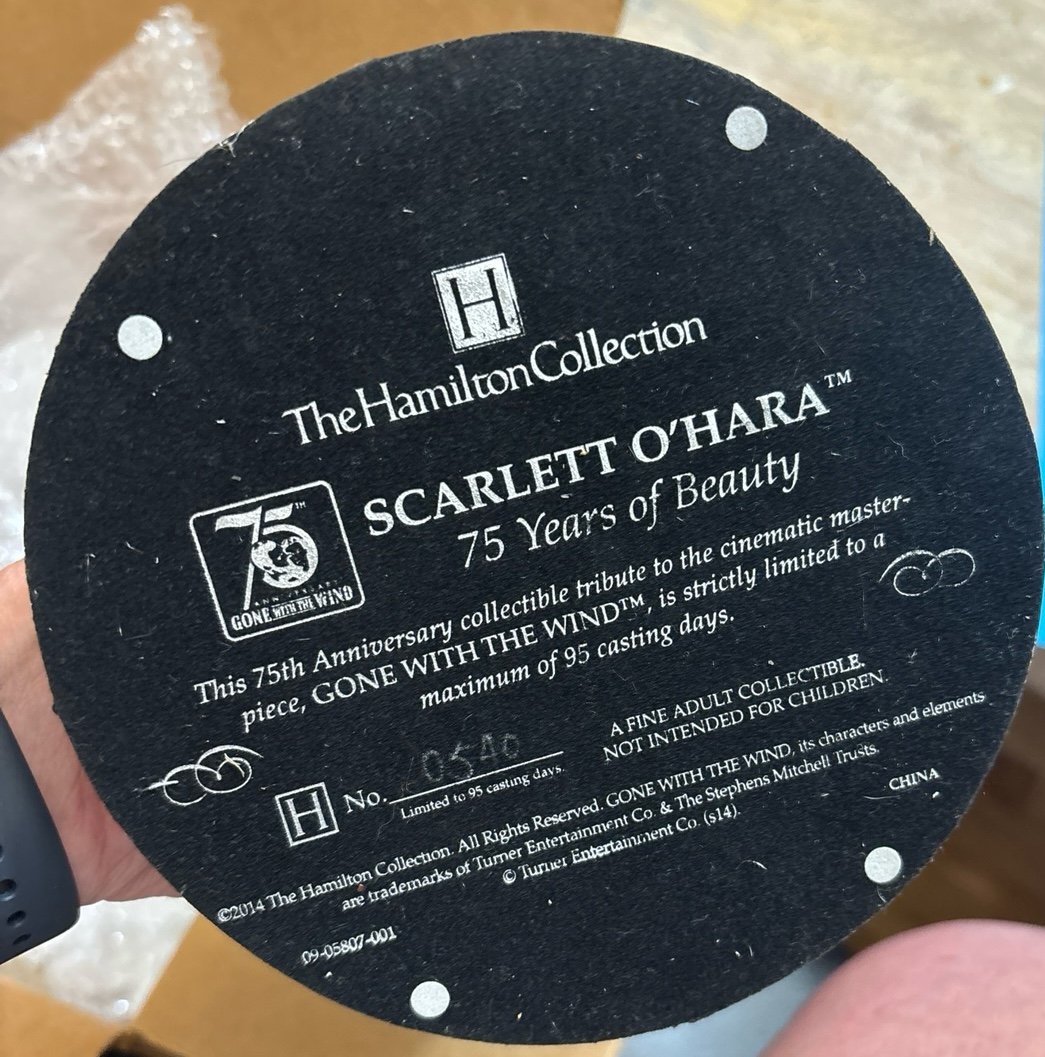 H
The Hamilton Collection
SCARLETT O'HARA™
75 Years of Beauty
75™
ANNIVERSARY
GONE WITH THE WIND
This 75th Anniversary collectible tribute to the cinematic master-
piece, GONE WITH THE WIND™, is strictly limited to a
maximum of 95 casting days.
A FINE ADULT COLLECTIBLE.
NOT INTENDED FOR CHILDREN.
H No.
Limited to 95 casting days.
©2014 The Hamilton Collection. All Rights Reserved. GONE WITH THE WIND, its characters and elements
are trademarks of Turner Entertainment Co. & The Stephens Mitchell Trusts.
© Turner Entertainment Co. (s14).
CHINA
09-05807-001